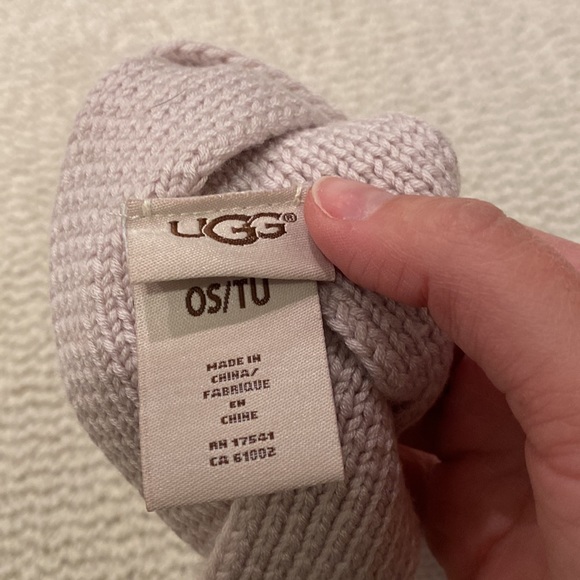 UGG®
OS/TU
MADE IN
CHINA/
FABRIQUE
EN
CHINE
RN 17541
CA 61002